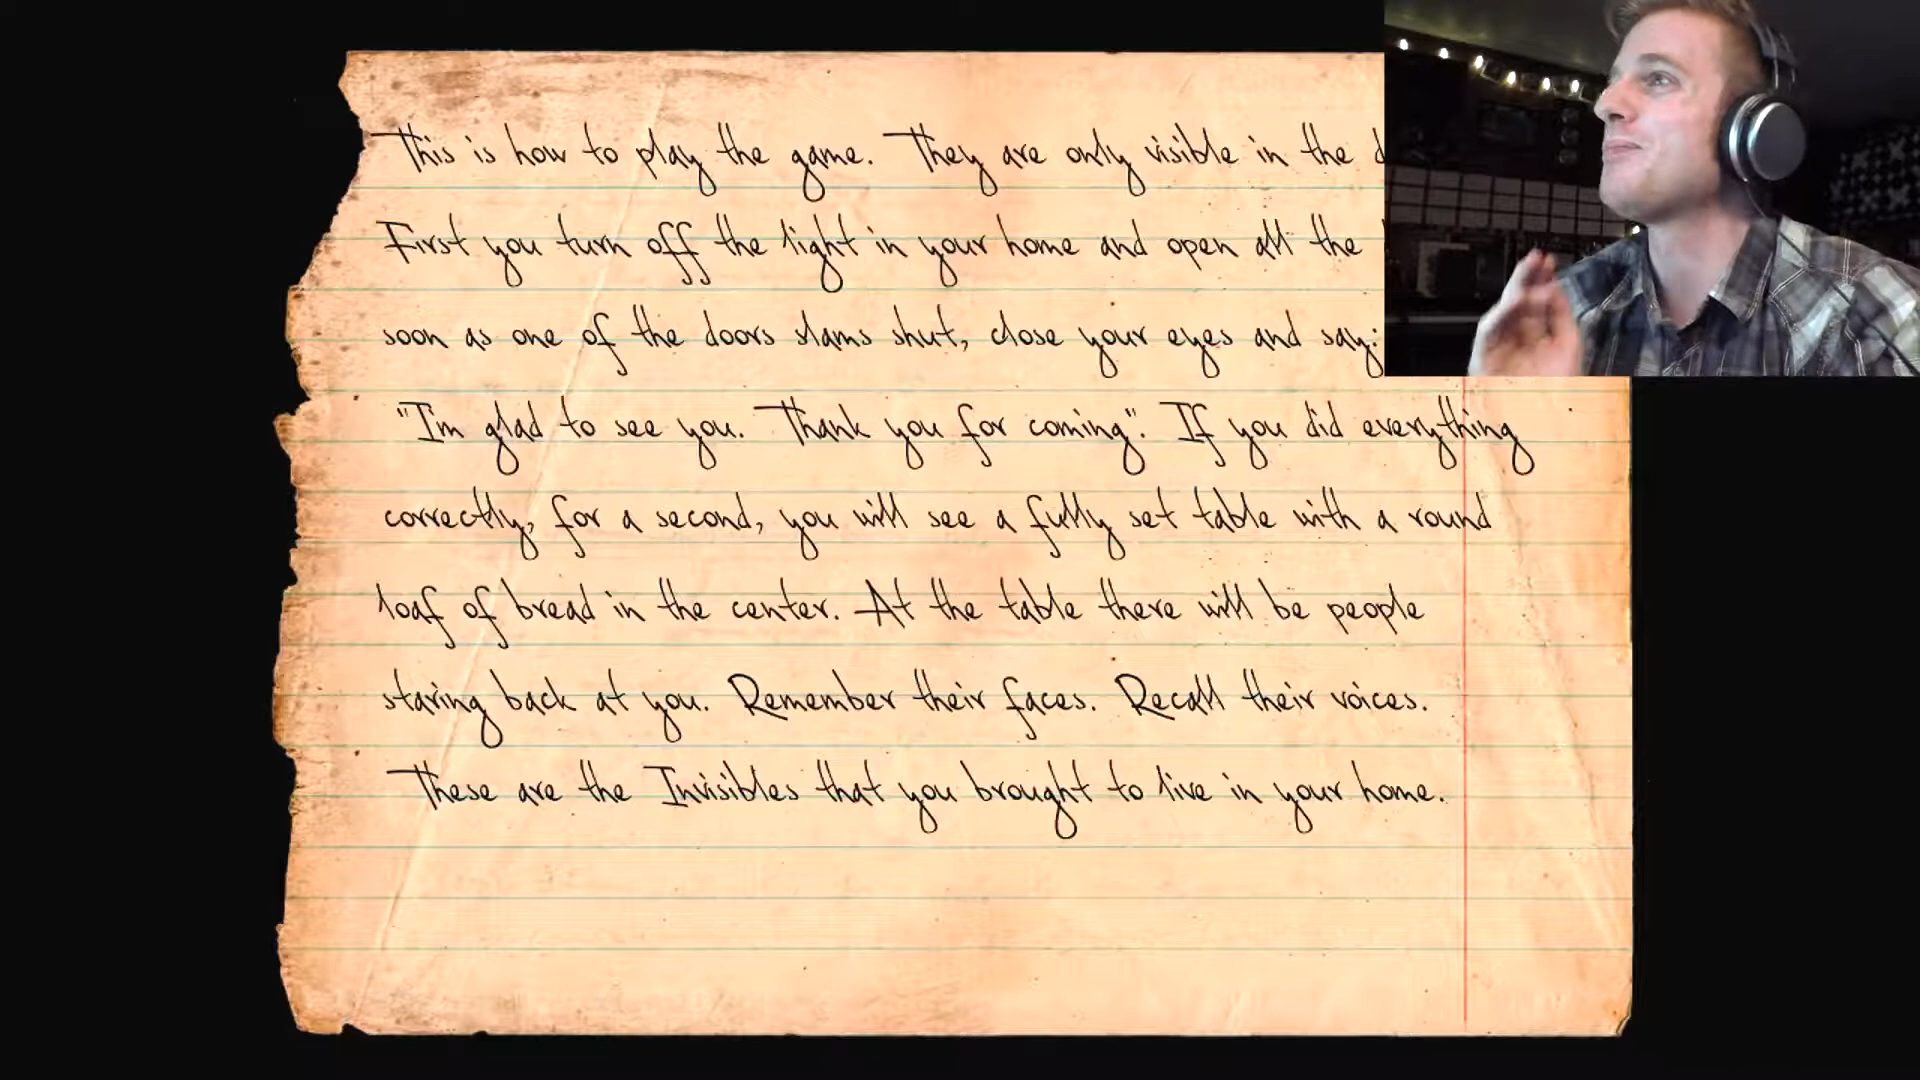 This is how to play the game. They are only visible in the
First you turn off the light in your home and open all the
soon as one of the doors slams shut, close your eyes and say:
"I'm glad to see you. Thank you for coming". If you did everything
correctly, for a second, you will see a fully set table with a round
loaf of bread in the center. At the table there will be people
staring back at you. Remember their faces. Recall their voices.
These are the Invisibles that you brought to live in your home.